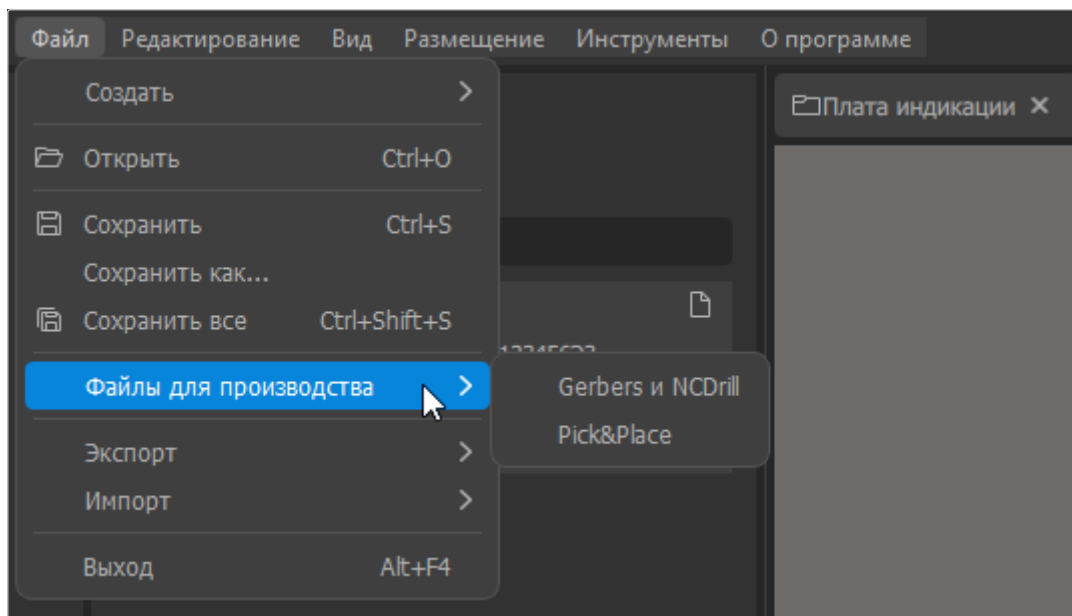 Файл Редактирование Вид Размещение Инструменты О программе
Плата индикации
Создать
Открыть Ctrl+O
Сохранить Ctrl+S
Сохранить как...
Сохранить все Ctrl+Shift+S
Файлы для производства
Gerbers и NCDrill
Pick&Place
Экспорт
Импорт
Выход Alt+F4